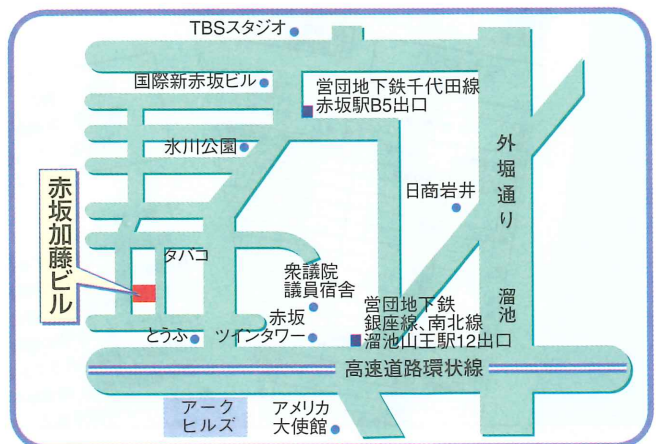 TBSスタジオ
国際新赤坂ビル
営団地下鉄千代田線
赤坂駅B5出口
氷川公園
外堀通り
日商岩井
赤坂加藤ビル
タバコ
衆議院
議員宿舎
溜池
営団地下鉄
銀座線、南北線
溜池山王駅12出口
赤坂
ツインタワー
とうふ
高速道路環状線
アーク
ヒルズ
アメリカ
大使館